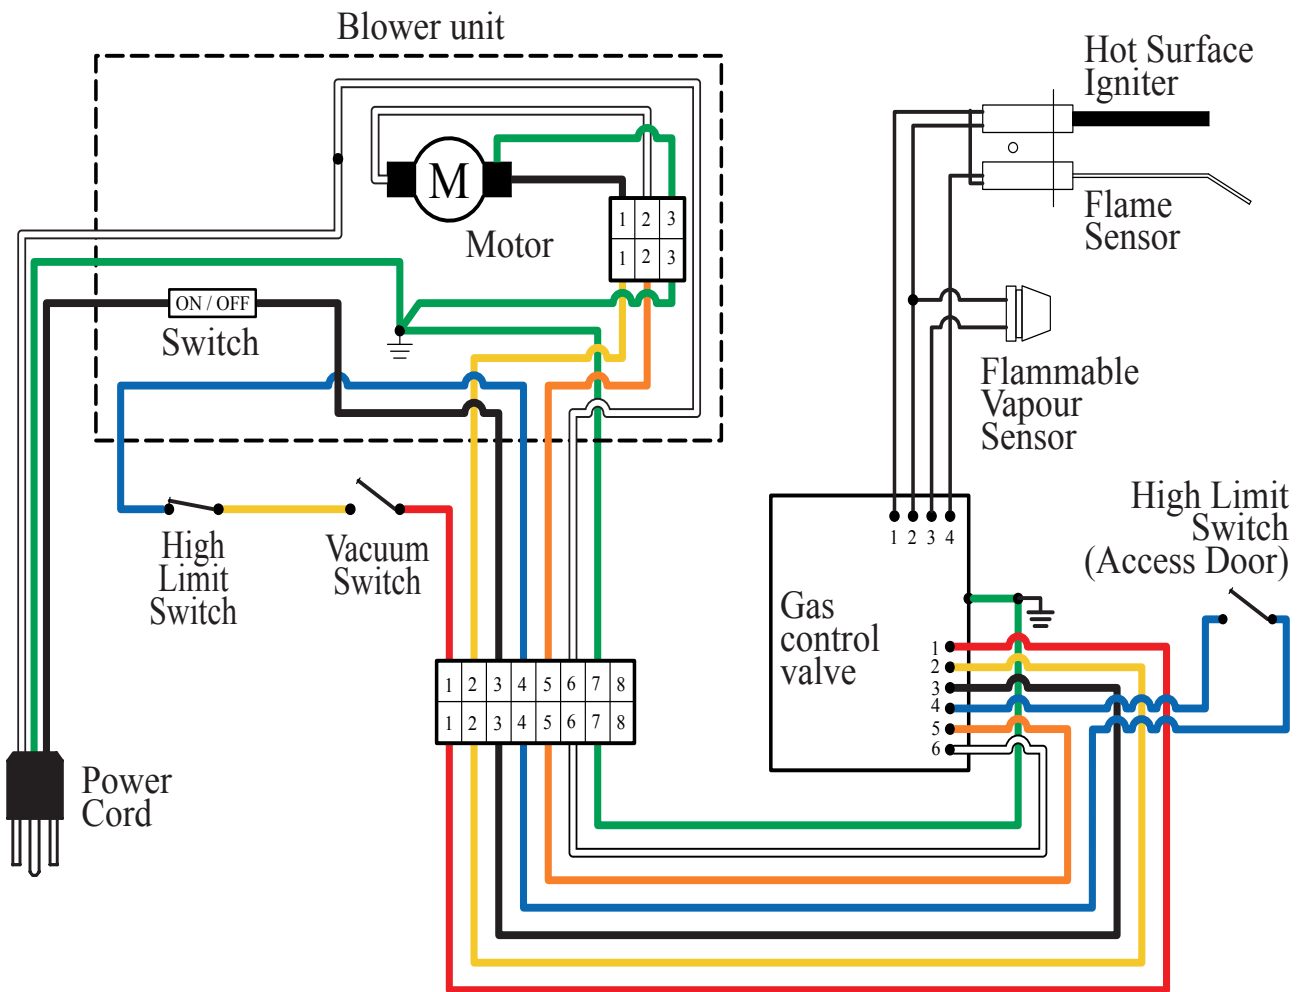 Blower unit
Hot Surface
Igniter
M
Motor
1 2 3
1 2 3
Flame
Sensor
ON / OFF
Switch
Flammable
Vapour
Sensor
High
Limit
Switch
Vacuum
Switch
1 2 3 4
High Limit
Switch
(Access Door)
Gas
control
valve
1
2
3
4
5
6
1 2 3 4 5 6 7 8
1 2 3 4 5 6 7 8
Power
Cord